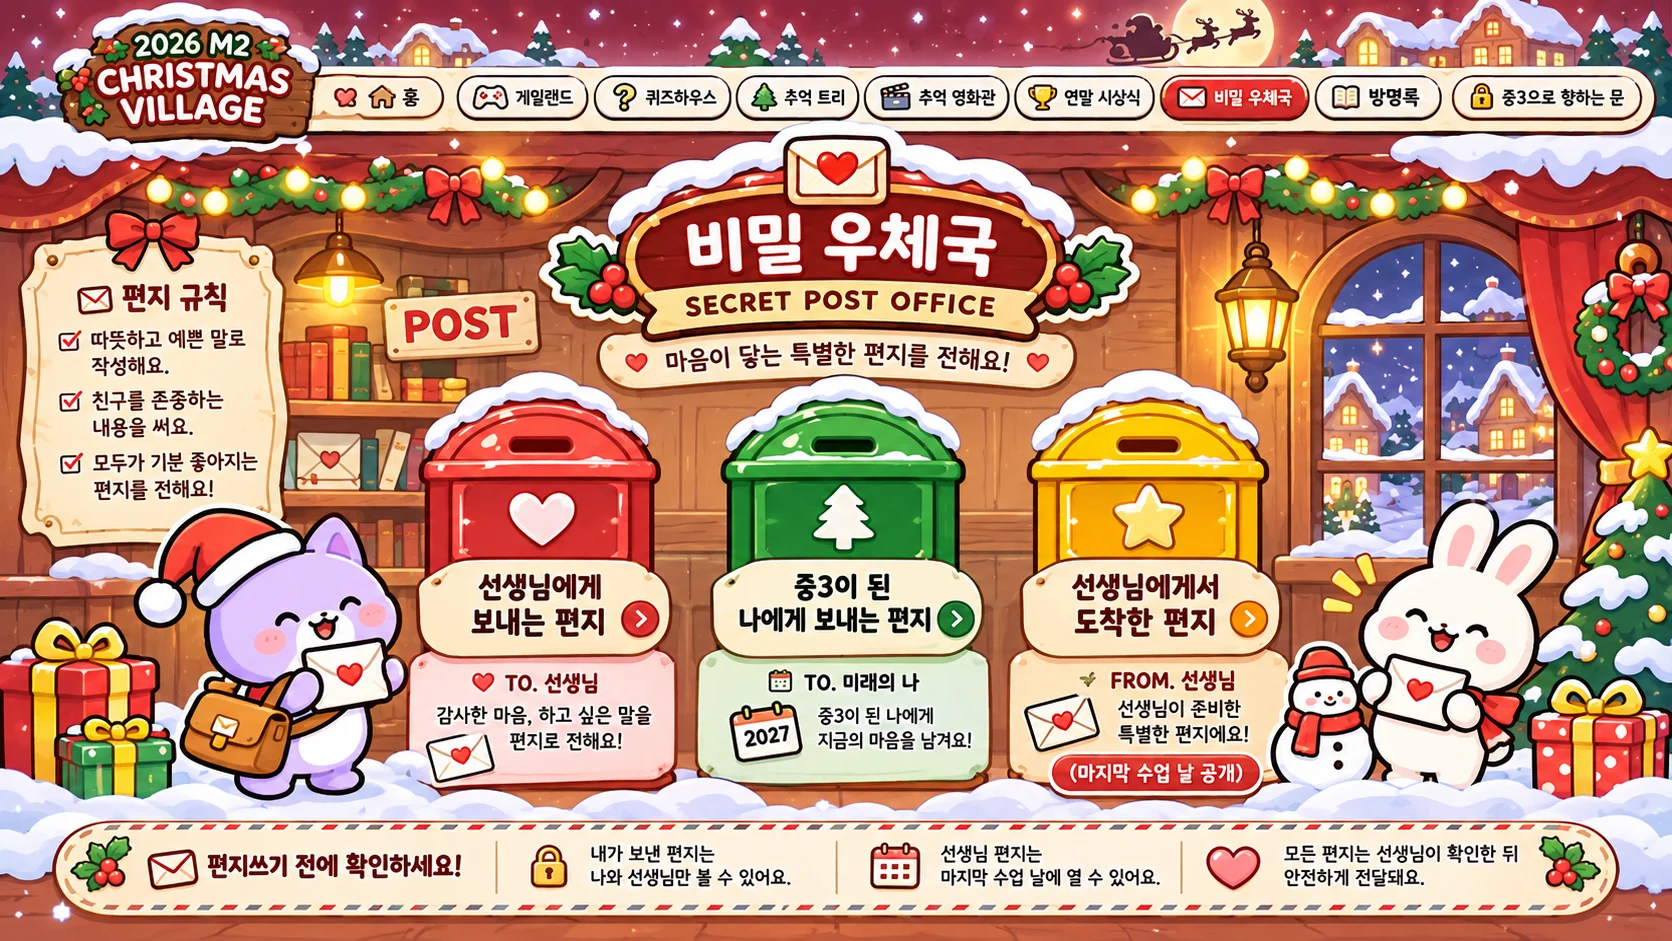 2026 M2
CHRISTMAS
VILLAGE
홈
게일랜드
퀴즈하우스
추억 트리
추억 영화관
연말 시상식
비밀 우체국
방명록
중3으로 향하는 문
비밀 우체국
SECRET POST OFFICE
마음이 닿는 특별한 편지를 전해요!
편지 규칙
따뜻하고 예쁜 말로
작성해요.
친구를 존중하는
내용을 써요.
모두가 기분 좋아지는
편지를 전해요!
POST
선생님에게
보내는 편지
TO. 선생님
감사한 마음, 하고 싶은 말을
편지로 전해요!
중3이 된
나에게 보내는 편지
TO. 미래의 나
2027
중3이 된 나에게
지금의 마음을 남겨요!
선생님에게서
도착한 편지
FROM. 선생님
선생님이 준비한
특별한 편지예요!
(마지막 수업 날 공개)
편지쓰기 전에 확인하세요!
내가 보낸 편지는
나와 선생님만 볼 수 있어요.
선생님 편지는
마지막 수업 날에 열 수 있어요.
모든 편지는 선생님이 확인한 뒤
안전하게 전달돼요.